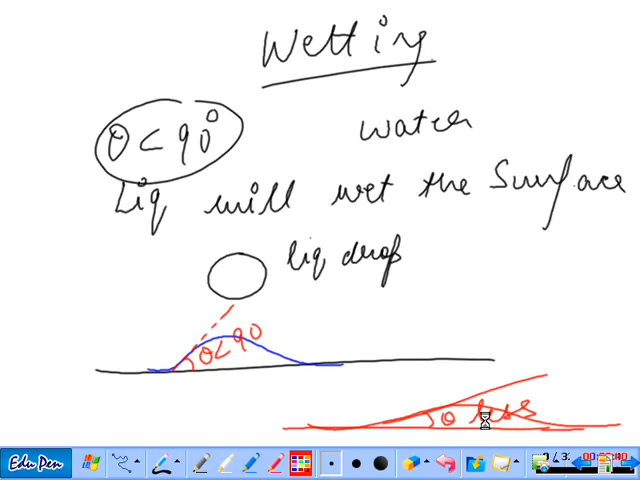 Wetting
θ < 90°
water
Liq will wet the Surface
liq drop
θ < 90
θ less
Edu Pen